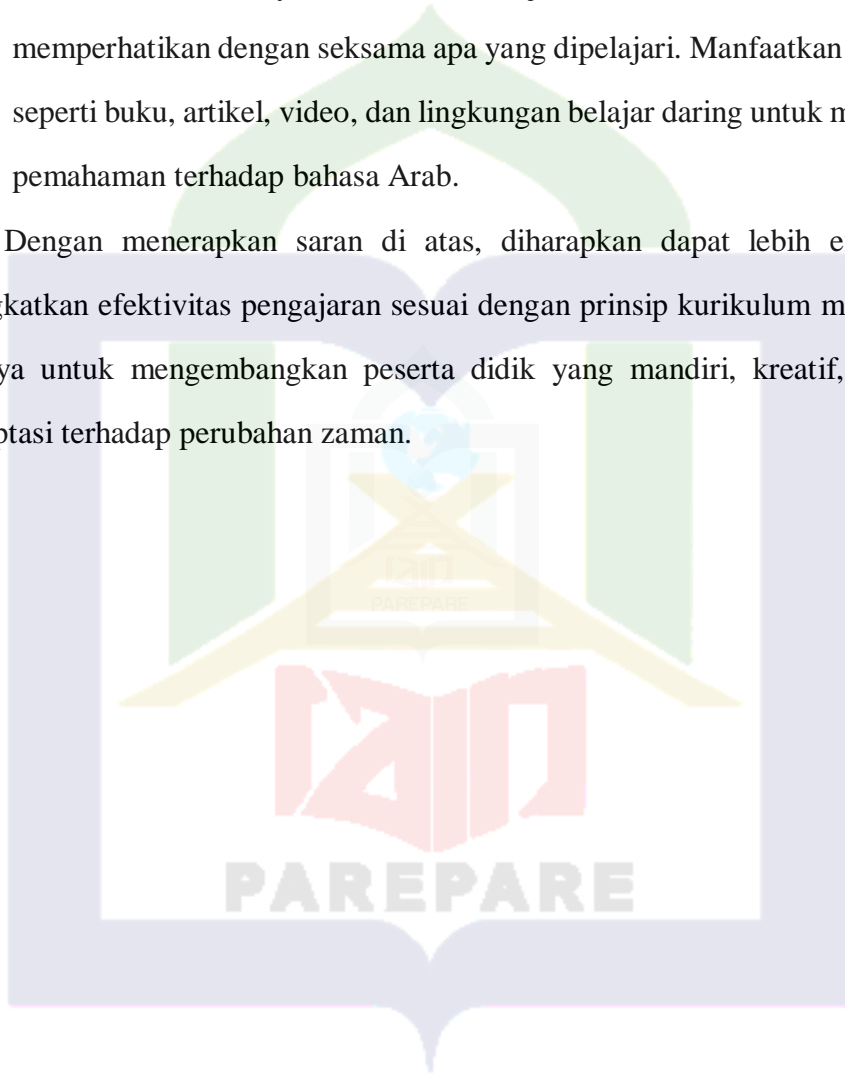 memperhatikan dengan seksama apa yang dipelajari. Manfaatkan
seperti buku, artikel, video, dan lingkungan belajar daring untuk
pemahaman terhadap bahasa Arab.
Dengan menerapkan saran di atas, diharapkan dapat lebih
gkatkan efektivitas pengajaran sesuai dengan prinsip kurikulum
ya untuk mengembangkan peserta didik yang mandiri, kreatif,
ptasi terhadap perubahan zaman.
IAIN
PAREPARE
IAIN
PAREPARE